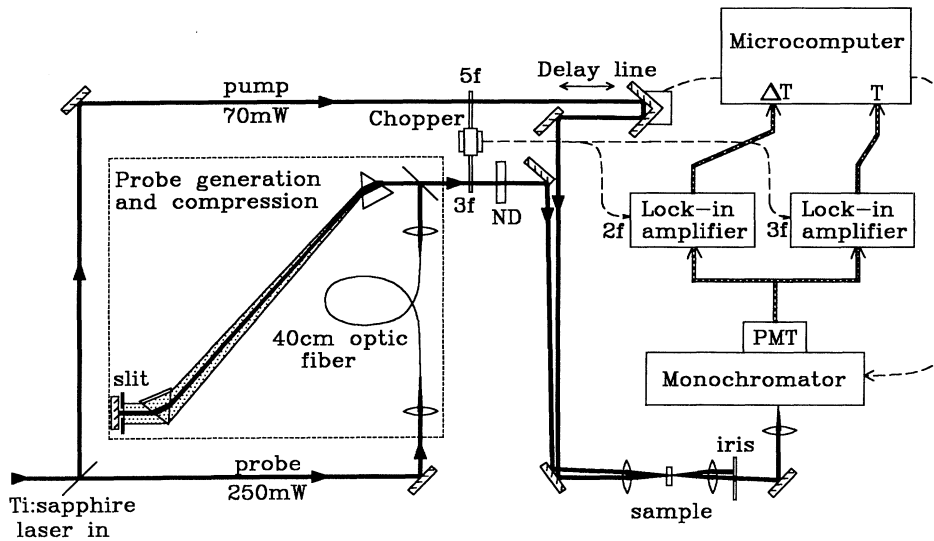 Microcomputer
ΔT
T
5f
Delay line
pump
70mW
Chopper
Probe generation
and compression
3f
ND
Lock-in
amplifier
2f
Lock-in
amplifier
3f
40cm optic
fiber
PMT
slit
Monochromator
iris
probe
250mW
Ti:sapphire
laser in
sample